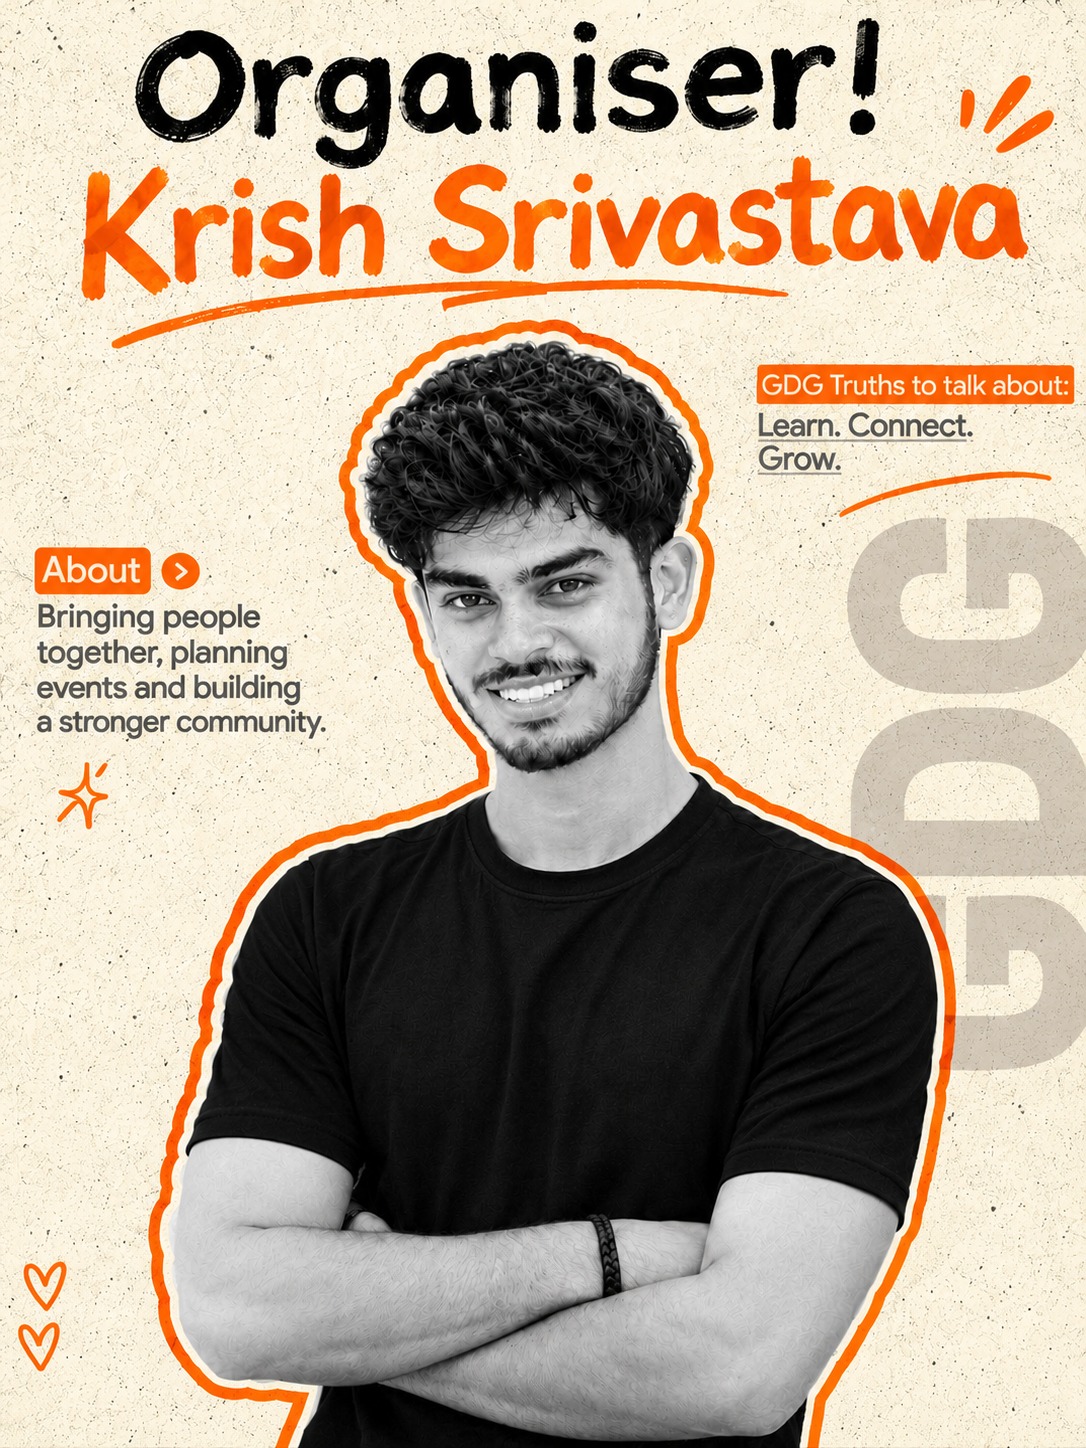 Organiser!
Krish Srivastava
GDG Truths to talk about:
Learn. Connect.
Grow.
About
Bringing people
together, planning
events and building
a stronger community.
GDG